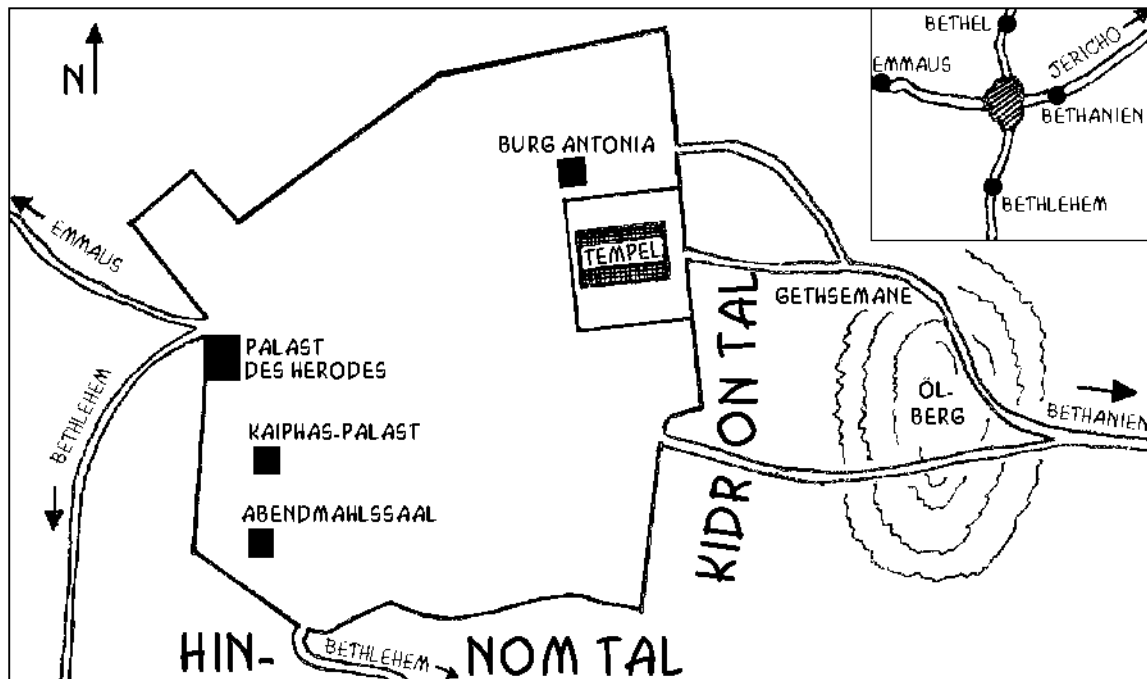 N
BURG ANTONIA
TEMPEL
EMMAUS
GETHSEMANE
PALAST
DES HERODES
ÖL-
BERG
BETHANIEN
BETHLEHEM
KAIPHAS-PALAST
ABENDMAHLSSAAL
KIDRON TAL
HIN-
BETHLEHEM
NOM TAL
BETHEL
EMMAUS
JERICHO
BETHANIEN
BETHLEHEM